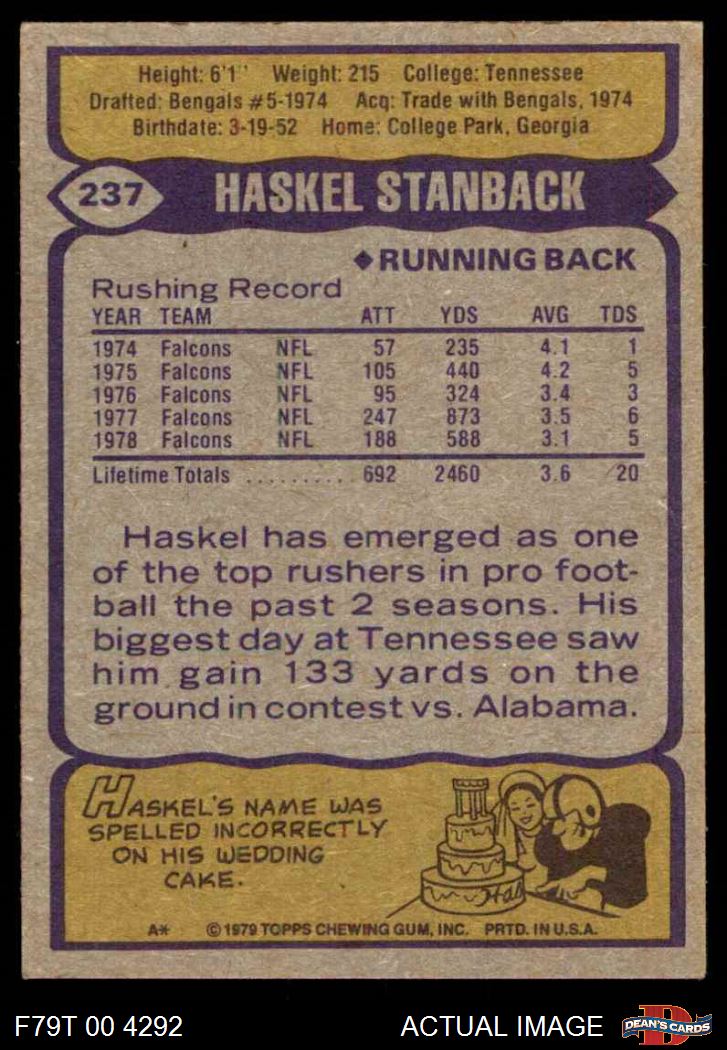 Height: 6'1" Weight: 215 College: Tennessee
Drafted: Bengals #5-1974 Acq: Trade with Bengals, 1974
Birthdate: 3-19-52 Home: College Park, Georgia
237 HASKEL STANBACK
◆RUNNING BACK
Rushing Record
YEAR TEAM ATT YDS AVG TDS
1974 Falcons NFL 57 235 4.1 1
1975 Falcons NFL 105 440 4.2 5
1976 Falcons NFL 95 324 3.4 3
1977 Falcons NFL 247 873 3.5 6
1978 Falcons NFL 188 588 3.1 5
Lifetime Totals .......... 692 2460 3.6 20
Haskel has emerged as one
of the top rushers in pro foot-
ball the past 2 seasons. His
biggest day at Tennessee saw
him gain 133 yards on the
ground in contest vs. Alabama.
HASKEL'S NAME WAS
SPELLED INCORRECTLY
ON HIS WEDDING
CAKE.
A* ©1979 TOPPS CHEWING GUM, INC. PRTD. IN U.S.A.
F79T 00 4292 ACTUAL IMAGE DEAN'S CARDS